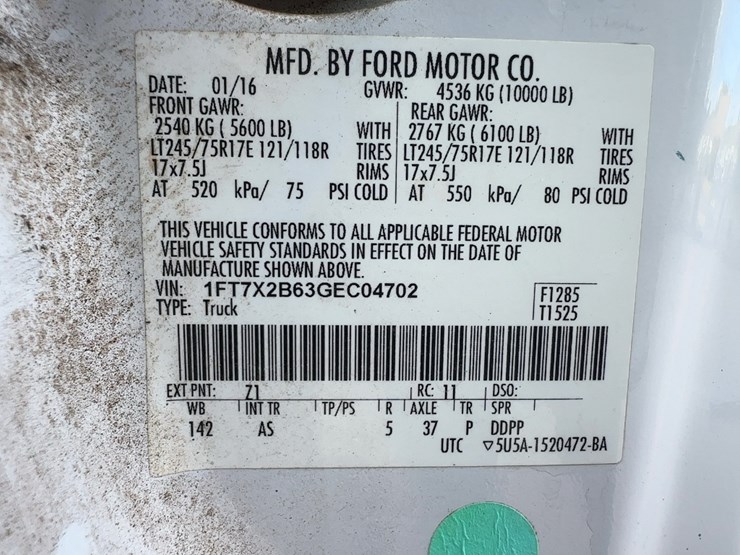 MFD. BY FORD MOTOR CO.
DATE: 01/16 GVWR: 4536 KG (10000 LB)
FRONT GAWR: REAR GAWR:
2540 KG ( 5600 LB) WITH 2767 KG ( 6100 LB) WITH
LT245/75R17E 121/118R TIRES LT245/75R17E 121/118R TIRES
17x7.5J RIMS 17x7.5J RIMS
AT 520 kPa/ 75 PSI COLD AT 550 kPa/ 80 PSI COLD
THIS VEHICLE CONFORMS TO ALL APPLICABLE FEDERAL MOTOR
VEHICLE SAFETY STANDARDS IN EFFECT ON THE DATE OF
MANUFACTURE SHOWN ABOVE.
VIN: 1FT7X2B63GEC04702 F1285
TYPE: Truck T1525
EXT PNT: Z1 RC: 11 DSO:
WB INT TR TP/PS R AXLE TR SPR
142 AS 5 37 P DDPP
UTC ▽5U5A-1520472-BA